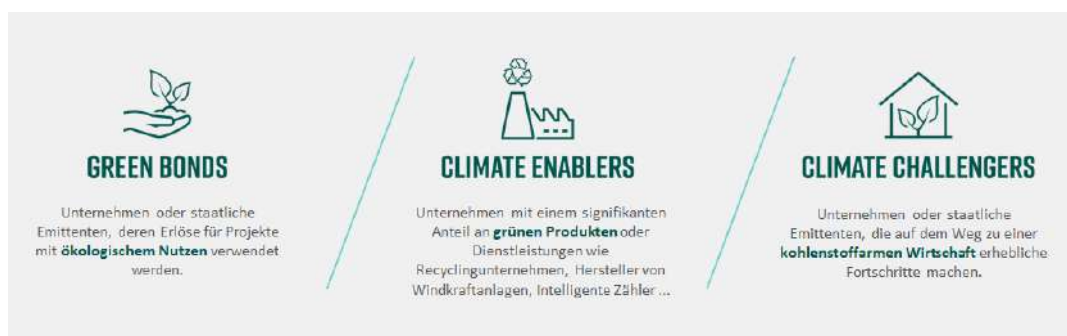 GREEN BONDS
Unternehmen oder staatliche
Emittenten, deren Erlöse für Projekte
mit ökologischem Nutzen verwendet
werden.
CLIMATE ENABLERS
Unternehmen mit einem signifikanten
Anteil an grünen Produkten oder
Dienstleistungen wie
Recyclingunternehmen, Hersteller von
Windkraftanlagen, Intelligente Zähler ...
CLIMATE CHALLENGERS
Unternehmen oder staatliche
Emittenten, die auf dem Weg zu einer
kohlenstoffarmen Wirtschaft erhebliche
Fortschritte machen.